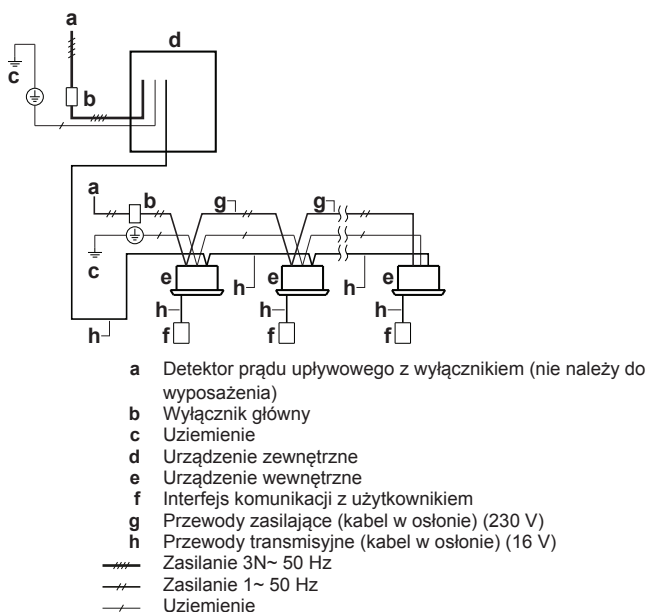 a
d
c
b
a
b
g
g
c
e
h
e
h
e
h
h
h
h
f
f
f
h
a Detektor prądu upływowego z wyłącznikiem (nie należy do
wyposażenia)
b Wyłącznik główny
c Uziemienie
d Urządzenie zewnętrzne
e Urządzenie wewnętrzne
f Interfejs komunikacji z użytkownikiem
g Przewody zasilające (kabel w osłonie) (230 V)
h Przewody transmisyjne (kabel w osłonie) (16 V)
Zasilanie 3N~ 50 Hz
Zasilanie 1~ 50 Hz
Uziemienie